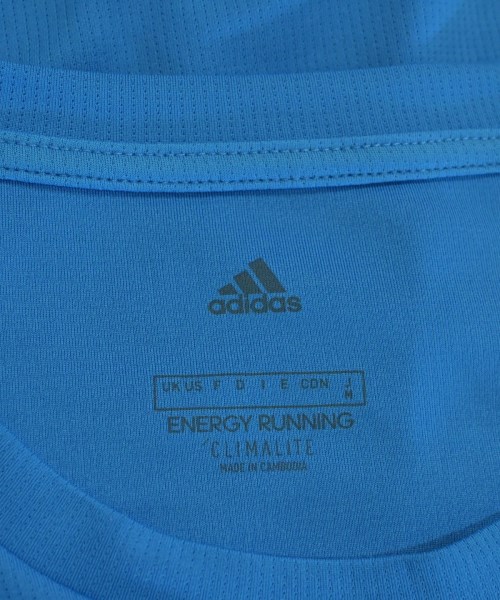 adidas
UK US F D I E CDN J
M
ENERGY RUNNING
CLIMALITE
MADE IN CAMBODIA